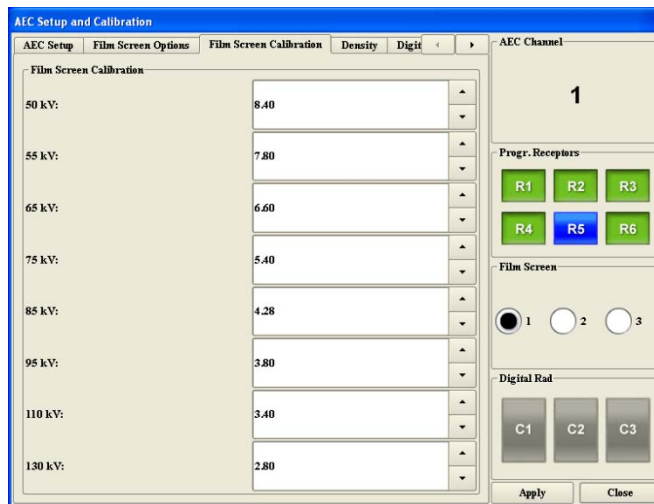 AEC Setup and Calibration
AEC Setup
Film Screen Options
Film Screen Calibration
Density
Digit
Film Screen Calibration
50 kV: 8.40
55 kV: 7.80
65 kV: 6.60
75 kV: 5.40
85 kV: 4.28
95 kV: 3.80
110 kV: 3.40
130 kV: 2.80
AEC Channel
1
Progr. Receptors
R1 R2 R3
R4 R5 R6
Film Screen
1 2 3
Digital Rad
C1 C2 C3
Apply Close